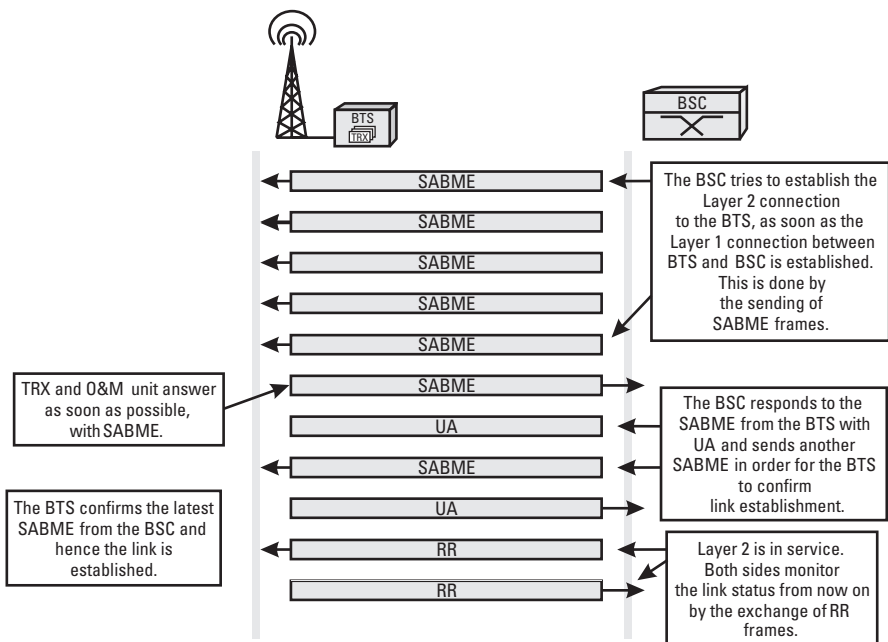 BTS
TRX
BSC
SABME
The BSC tries to establish the
Layer 2 connection
to the BTS, as soon as the
Layer 1 connection between
BTS and BSC is established.
This is done by
the sending of
SABME frames.
SABME
SABME
SABME
SABME
TRX and O&M unit answer
as soon as possible,
with SABME.
SABME
UA
The BSC responds to the
SABME from the BTS with
UA and sends another
SABME in order for the BTS
to confirm
link establishment.
SABME
The BTS confirms the latest
SABME from the BSC and
hence the link is
established.
UA
RR
Layer 2 is in service.
Both sides monitor
the link status from now on
by the exchange of RR
frames.
RR